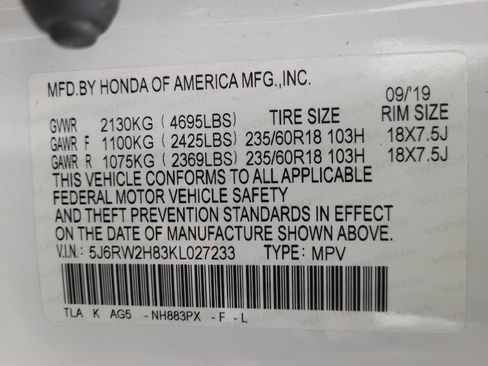 MFD.BY HONDA OF AMERICA MFG.,INC.
09/'19
GVWR 2130KG (4695LBS) TIRE SIZE RIM SIZE
GAWR F 1100KG (2425LBS) 235/60R18 103H 18X7.5J
GAWR R 1075KG (2369LBS) 235/60R18 103H 18X7.5J
THIS VEHICLE CONFORMS TO ALL APPLICABLE
FEDERAL MOTOR VEHICLE SAFETY
AND THEFT PREVENTION STANDARDS IN EFFECT
ON THE DATE OF MANUFACTURE SHOWN ABOVE.
V.I.N.: 5J6RW2H83KL027233 TYPE: MPV
TLA K AG5 -NH883PX -F-L